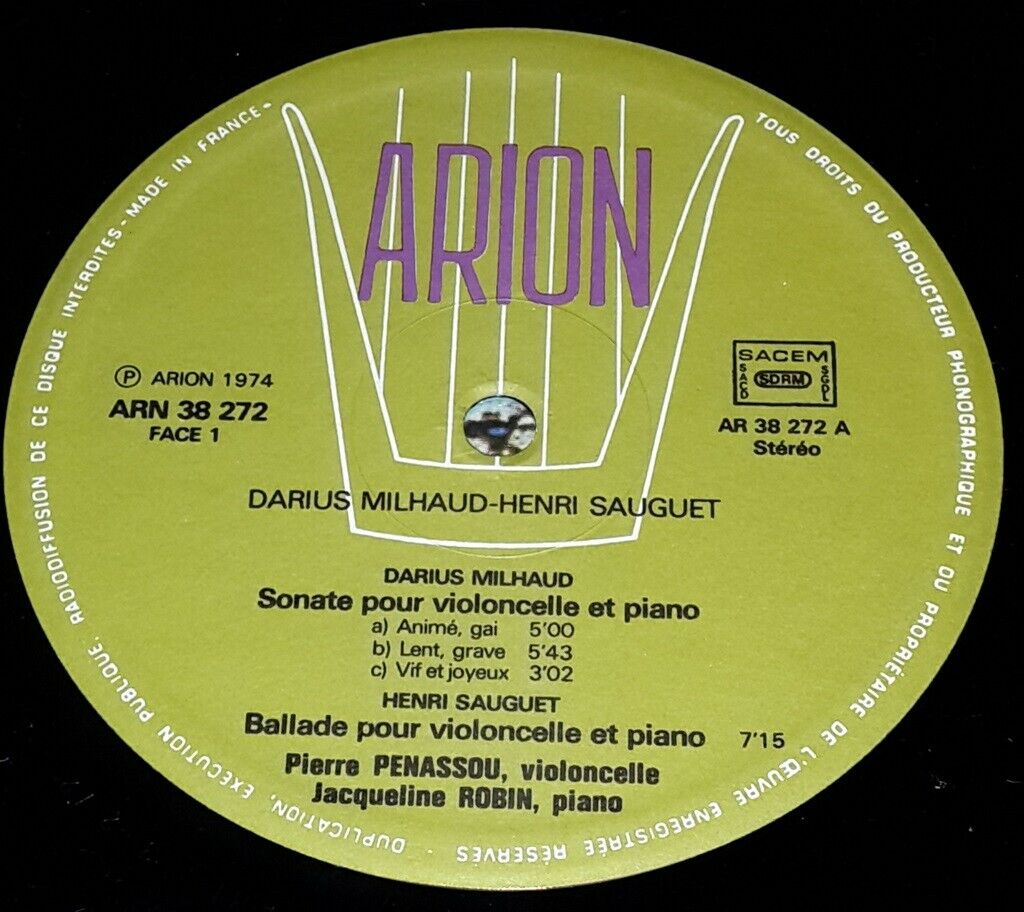 ARION
℗ ARION 1974
ARN 38 272
FACE 1
SACEM
SACD
SDRM
SGDL
AR 38 272 A
Stéréo
DARIUS MILHAUD-HENRI SAUGUET
DARIUS MILHAUD
Sonate pour violoncelle et piano
a) Animé, gai 5'00
b) Lent, grave 5'43
c) Vif et joyeux 3'02
HENRI SAUGUET
Ballade pour violoncelle et piano 7'15
Pierre PENASSOU, violoncelle
Jacqueline ROBIN, piano
TOUS DROITS DU PRODUCTEUR PHONOGRAPHIQUE ET DU PROPRIÉTAIRE DE L'ŒUVRE ENREGISTRÉE RÉSERVÉS - DUPLICATION, EXECUTION PUBLIQUE, RADIODIFFUSION DE CE DISQUE INTERDITES - MADE IN FRANCE -